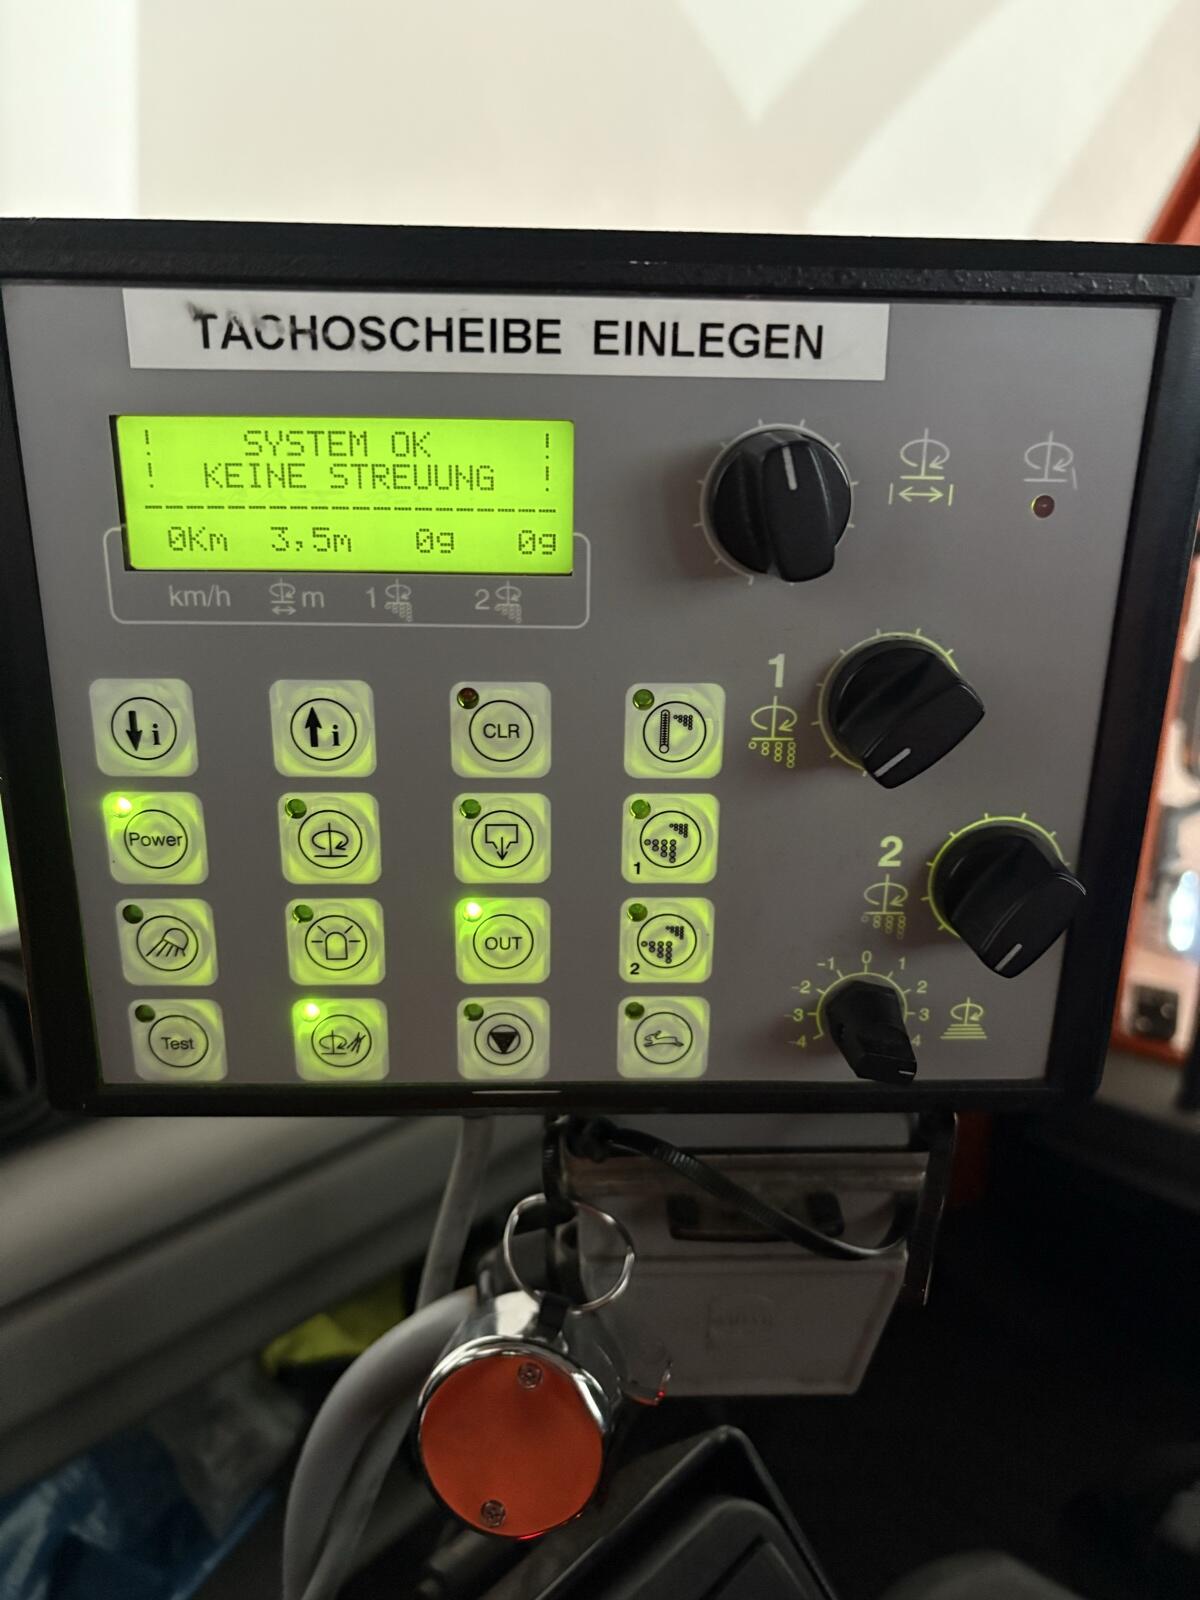 TACHOSCHEIBE EINLEGEN
! SYSTEM OK !
! KEINE STREUUNG !
0Km 3,5m 0g 0g
km/h m 1 2
1
i i CLR
Power 1
2
OUT 2
-1 0 1
-2 2
-3 3
-4 4
Test